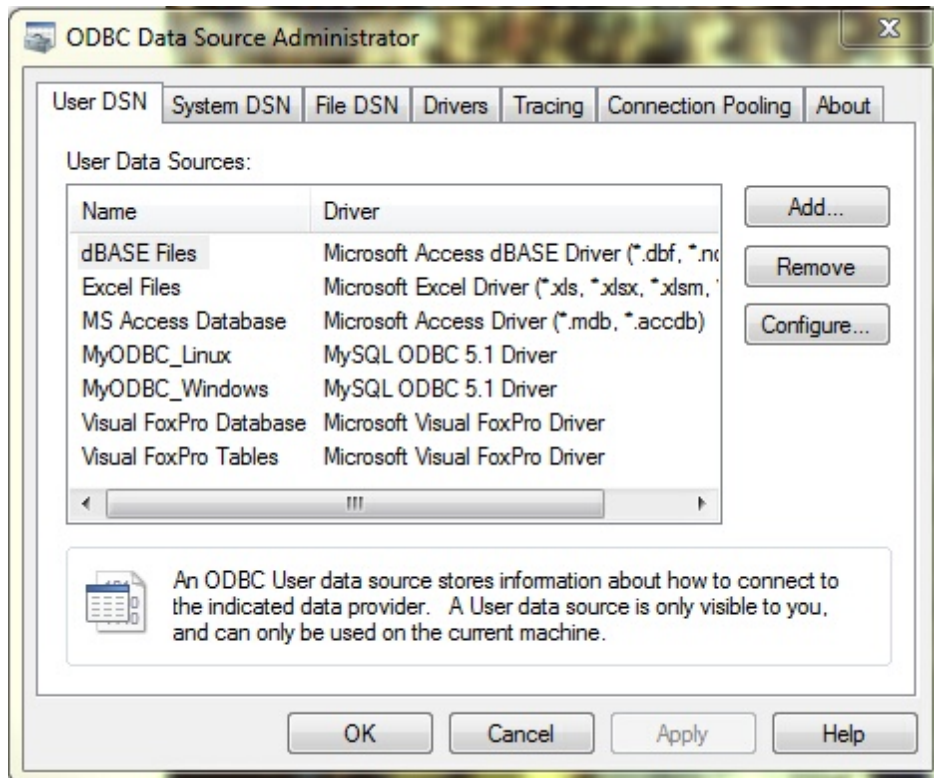 ODBC Data Source Administrator
User DSN System DSN File DSN Drivers Tracing Connection Pooling About
User Data Sources:
Name Driver
dBASE Files Microsoft Access dBASE Driver (*.dbf, *.nd
Excel Files Microsoft Excel Driver (*.xls, *.xlsx, *.xlsm,
MS Access Database Microsoft Access Driver (*.mdb, *.accdb)
MyODBC_Linux MySQL ODBC 5.1 Driver
MyODBC_Windows MySQL ODBC 5.1 Driver
Visual FoxPro Database Microsoft Visual FoxPro Driver
Visual FoxPro Tables Microsoft Visual FoxPro Driver
Add...
Remove
Configure...
An ODBC User data source stores information about how to connect to
the indicated data provider. A User data source is only visible to you,
and can only be used on the current machine.
OK Cancel Apply Help